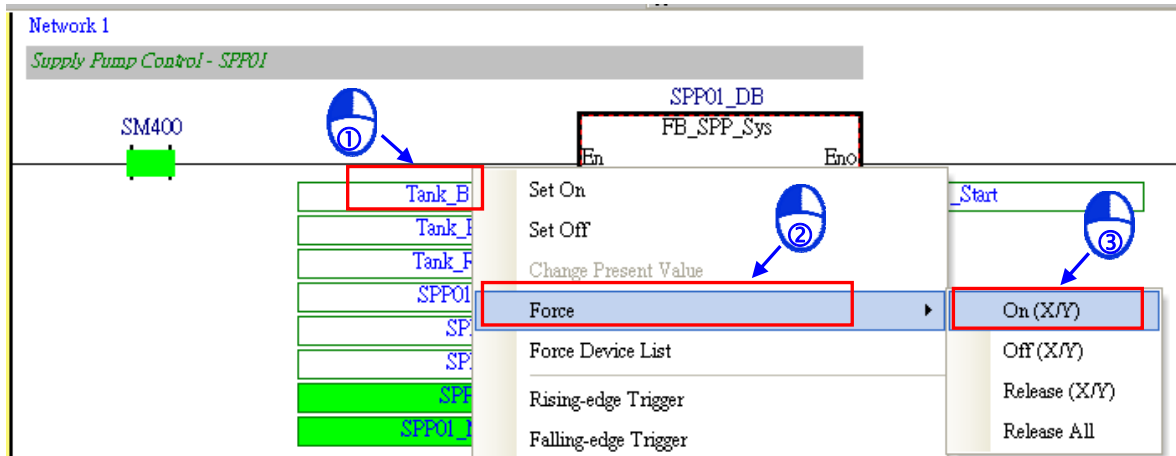 Network 1
Supply Pump Control - SPP01
SPP01_DB
SM400
FB_SPP_Sys
①
En
Eno
Tank_B
Set On
_Start
Tank_
Set Off
②
③
Tank_
Change Present Value
SPP01
Force
On (X/Y)
SP
Force Device List
Off (X/Y)
SP
SPP
Rising-edge Trigger
Release (X/Y)
SPP01_
Falling-edge Trigger
Release All